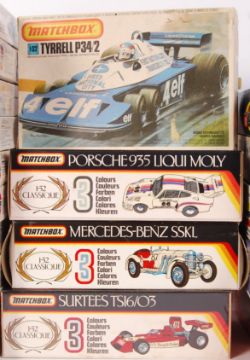 MATCHBOX
1:32
TYRRELL P34/2
4 elf
elf
MATCHBOX
PORSCHE 935 LIQUI MOLY
1:32
CLASSIQUE
3
Colours
Couleurs
Farben
Colori
Colores
Kleuren
MATCHBOX
MERCEDES-BENZ SSKL
1:32
CLASSIQUE
3
Colours
Couleurs
Farben
Colori
Colores
Kleuren
MATCHBOX
SURTEES TS16/03
1:32
CLASSIQUE
3
Colours
Couleurs
Farben
Colori
Colores
Kleuren